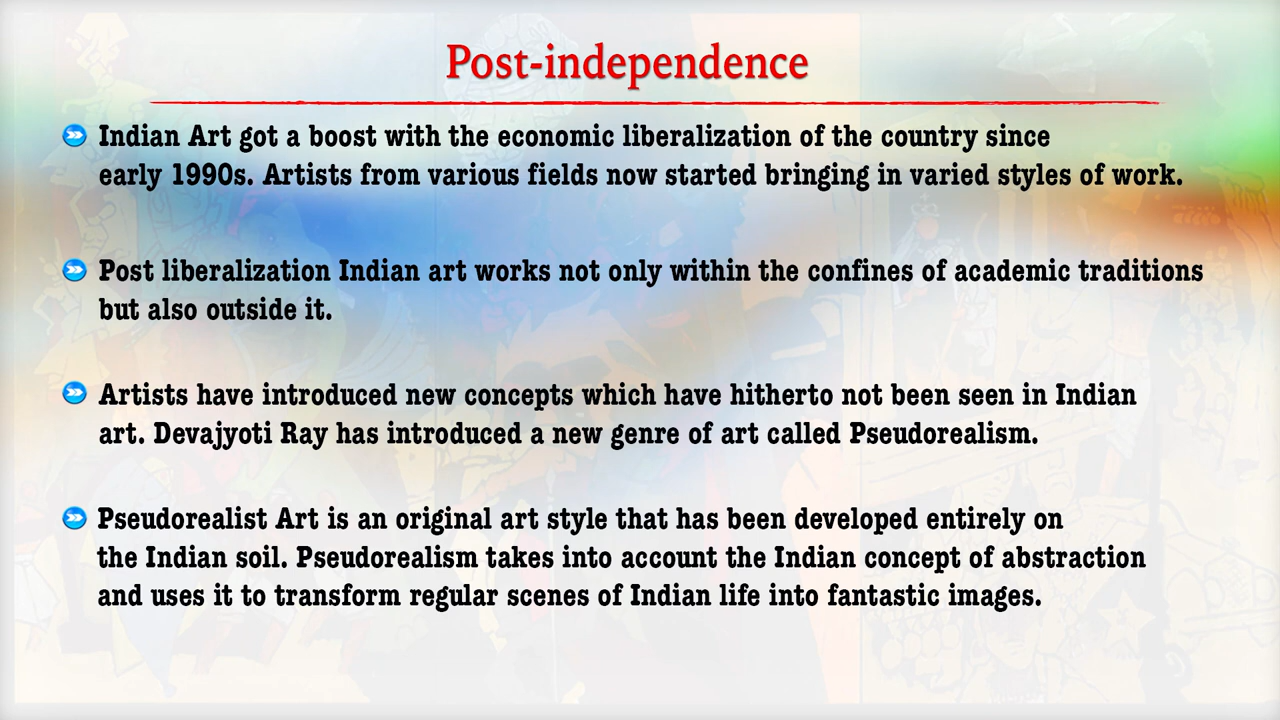 Post-independence
Indian Art got a boost with the economic liberalization of the country since
early 1990s. Artists from various fields now started bringing in varied styles of work.
Post liberalization Indian art works not only within the confines of academic traditions
but also outside it.
Artists have introduced new concepts which have hitherto not been seen in Indian
art. Devajyoti Ray has introduced a new genre of art called Pseudorealism.
Pseudorealist Art is an original art style that has been developed entirely on
the Indian soil. Pseudorealism takes into account the Indian concept of abstraction
and uses it to transform regular scenes of Indian life into fantastic images.